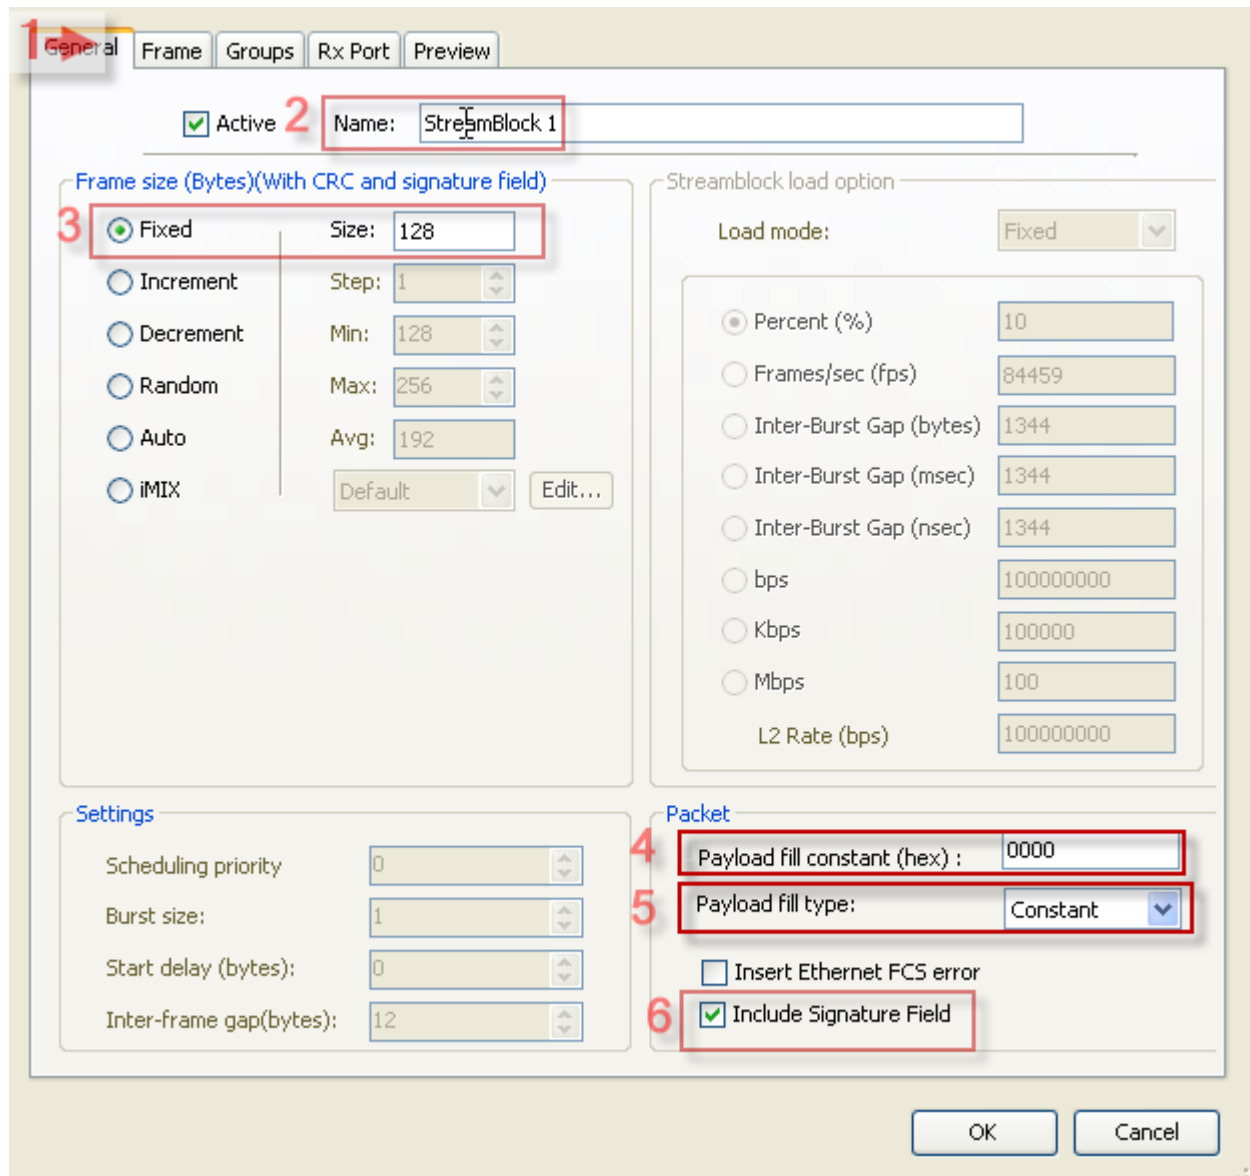 1 General Frame Groups Rx Port Preview
Active 2 Name: StreamBlock 1
Frame size (Bytes)(With CRC and signature field)
3 Fixed Size: 128
Increment Step: 1
Decrement Min: 128
Random Max: 256
Auto Avg: 192
iMIX Default Edit...
Streamblock load option
Load mode: Fixed
Percent (%) 10
Frames/sec (fps) 84459
Inter-Burst Gap (bytes) 1344
Inter-Burst Gap (msec) 1344
Inter-Burst Gap (nsec) 1344
bps 100000000
Kbps 100000
Mbps 100
L2 Rate (bps) 100000000
Settings
Scheduling priority 0
Burst size: 1
Start delay (bytes): 0
Inter-frame gap(bytes): 12
Packet
4 Payload fill constant (hex) : 0000
5 Payload fill type: Constant
Insert Ethernet FCS error
6 Include Signature Field
OK Cancel